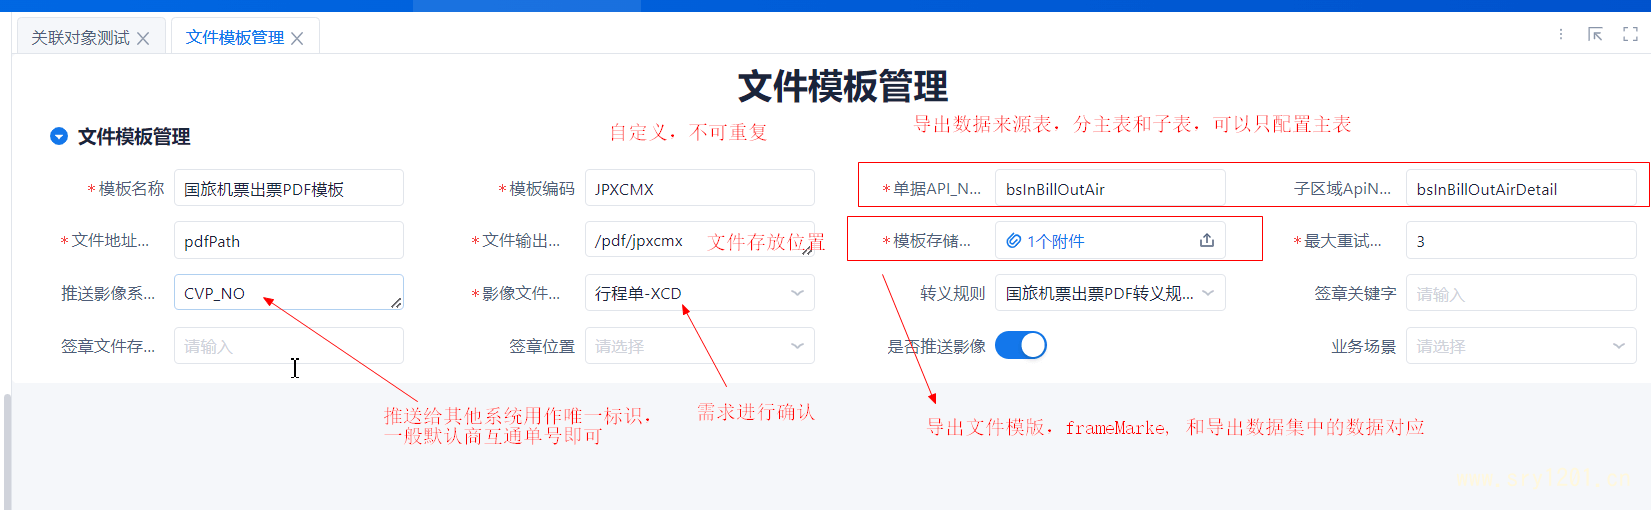 关联对象测试
文件模板管理
文件模板管理
文件模板管理
自定义，不可重复
导出数据来源表，分主表和子表，可以只配置主表
*模板名称 国旅机票出票PDF模板
*模板编码 JPXCMX
*单据API_N... bsInBillOutAir
子区域ApiN... bsInBillOutAirDetail
*文件地址... pdfPath
*文件输出... /pdf/jpxcmx
文件存放位置
*模板存储... 1个附件
*最大重试... 3
推送影像系... CVP_NO
*影像文件... 行程单-XCD
转义规则 国旅机票出票PDF转义规...
签章关键字 请输入
签章文件存... 请输入
签章位置 请选择
是否推送影像
业务场景 请选择
推送给其他系统用作唯一标识，
一般默认商互通单号即可
需求进行确认
导出文件模版．frameMarke, 和导出数据集中的数据对应